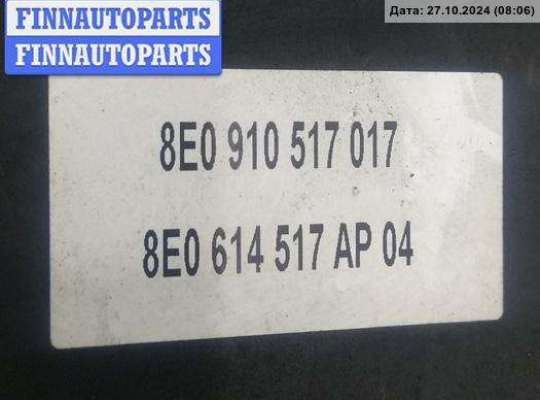 FINNAUTOPARTS
FINNAUTOPARTS
Дата: 27.10.2024 (08:06)
8E0 910 517 017
8E0 614 517 AP 04